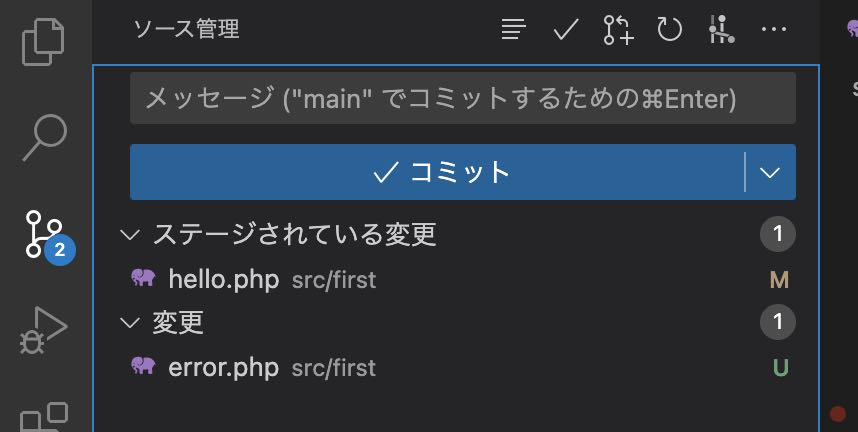 ソース管理
メッセージ ("main" でコミットするための⌘Enter)
コミット
2
ステージされている変更 1
hello.php src/first M
変更 1
error.php src/first U